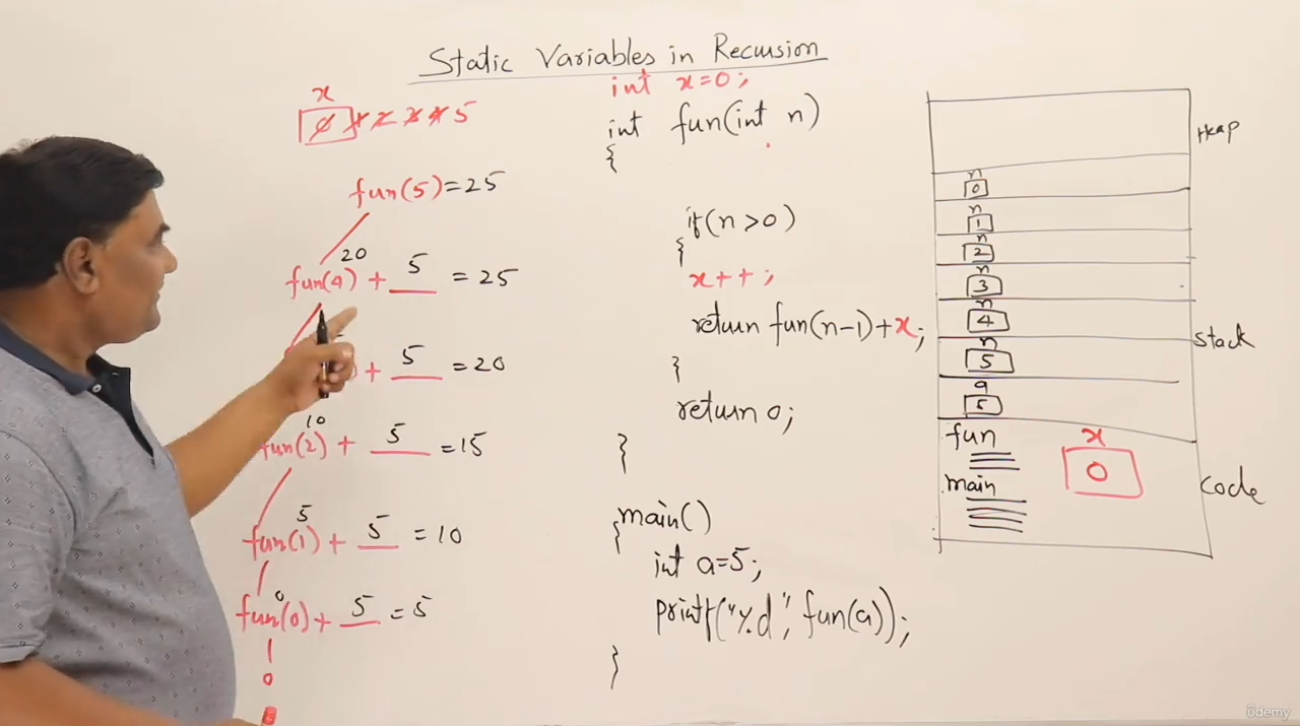 Static Variables in Recursion
x
0 1 2 3 4 5
fun(5) = 25
20
fun(4) + 5 = 25
+ 5 = 20
10
fun(2) + 5 = 15
5
fun(1) + 5 = 10
0
fun(0) + 5 = 5
0
int x=0;
int fun(int n)
{
if(n>0)
{
x++;
return fun(n-1)+x;
}
return 0;
}
main()
{
int a=5;
printf("%d", fun(a));
}
Heap
n
0
n
1
n
2
n
3
n
4
n
5
a
5
Stack
fun
main
x
0
Code
ûdemy